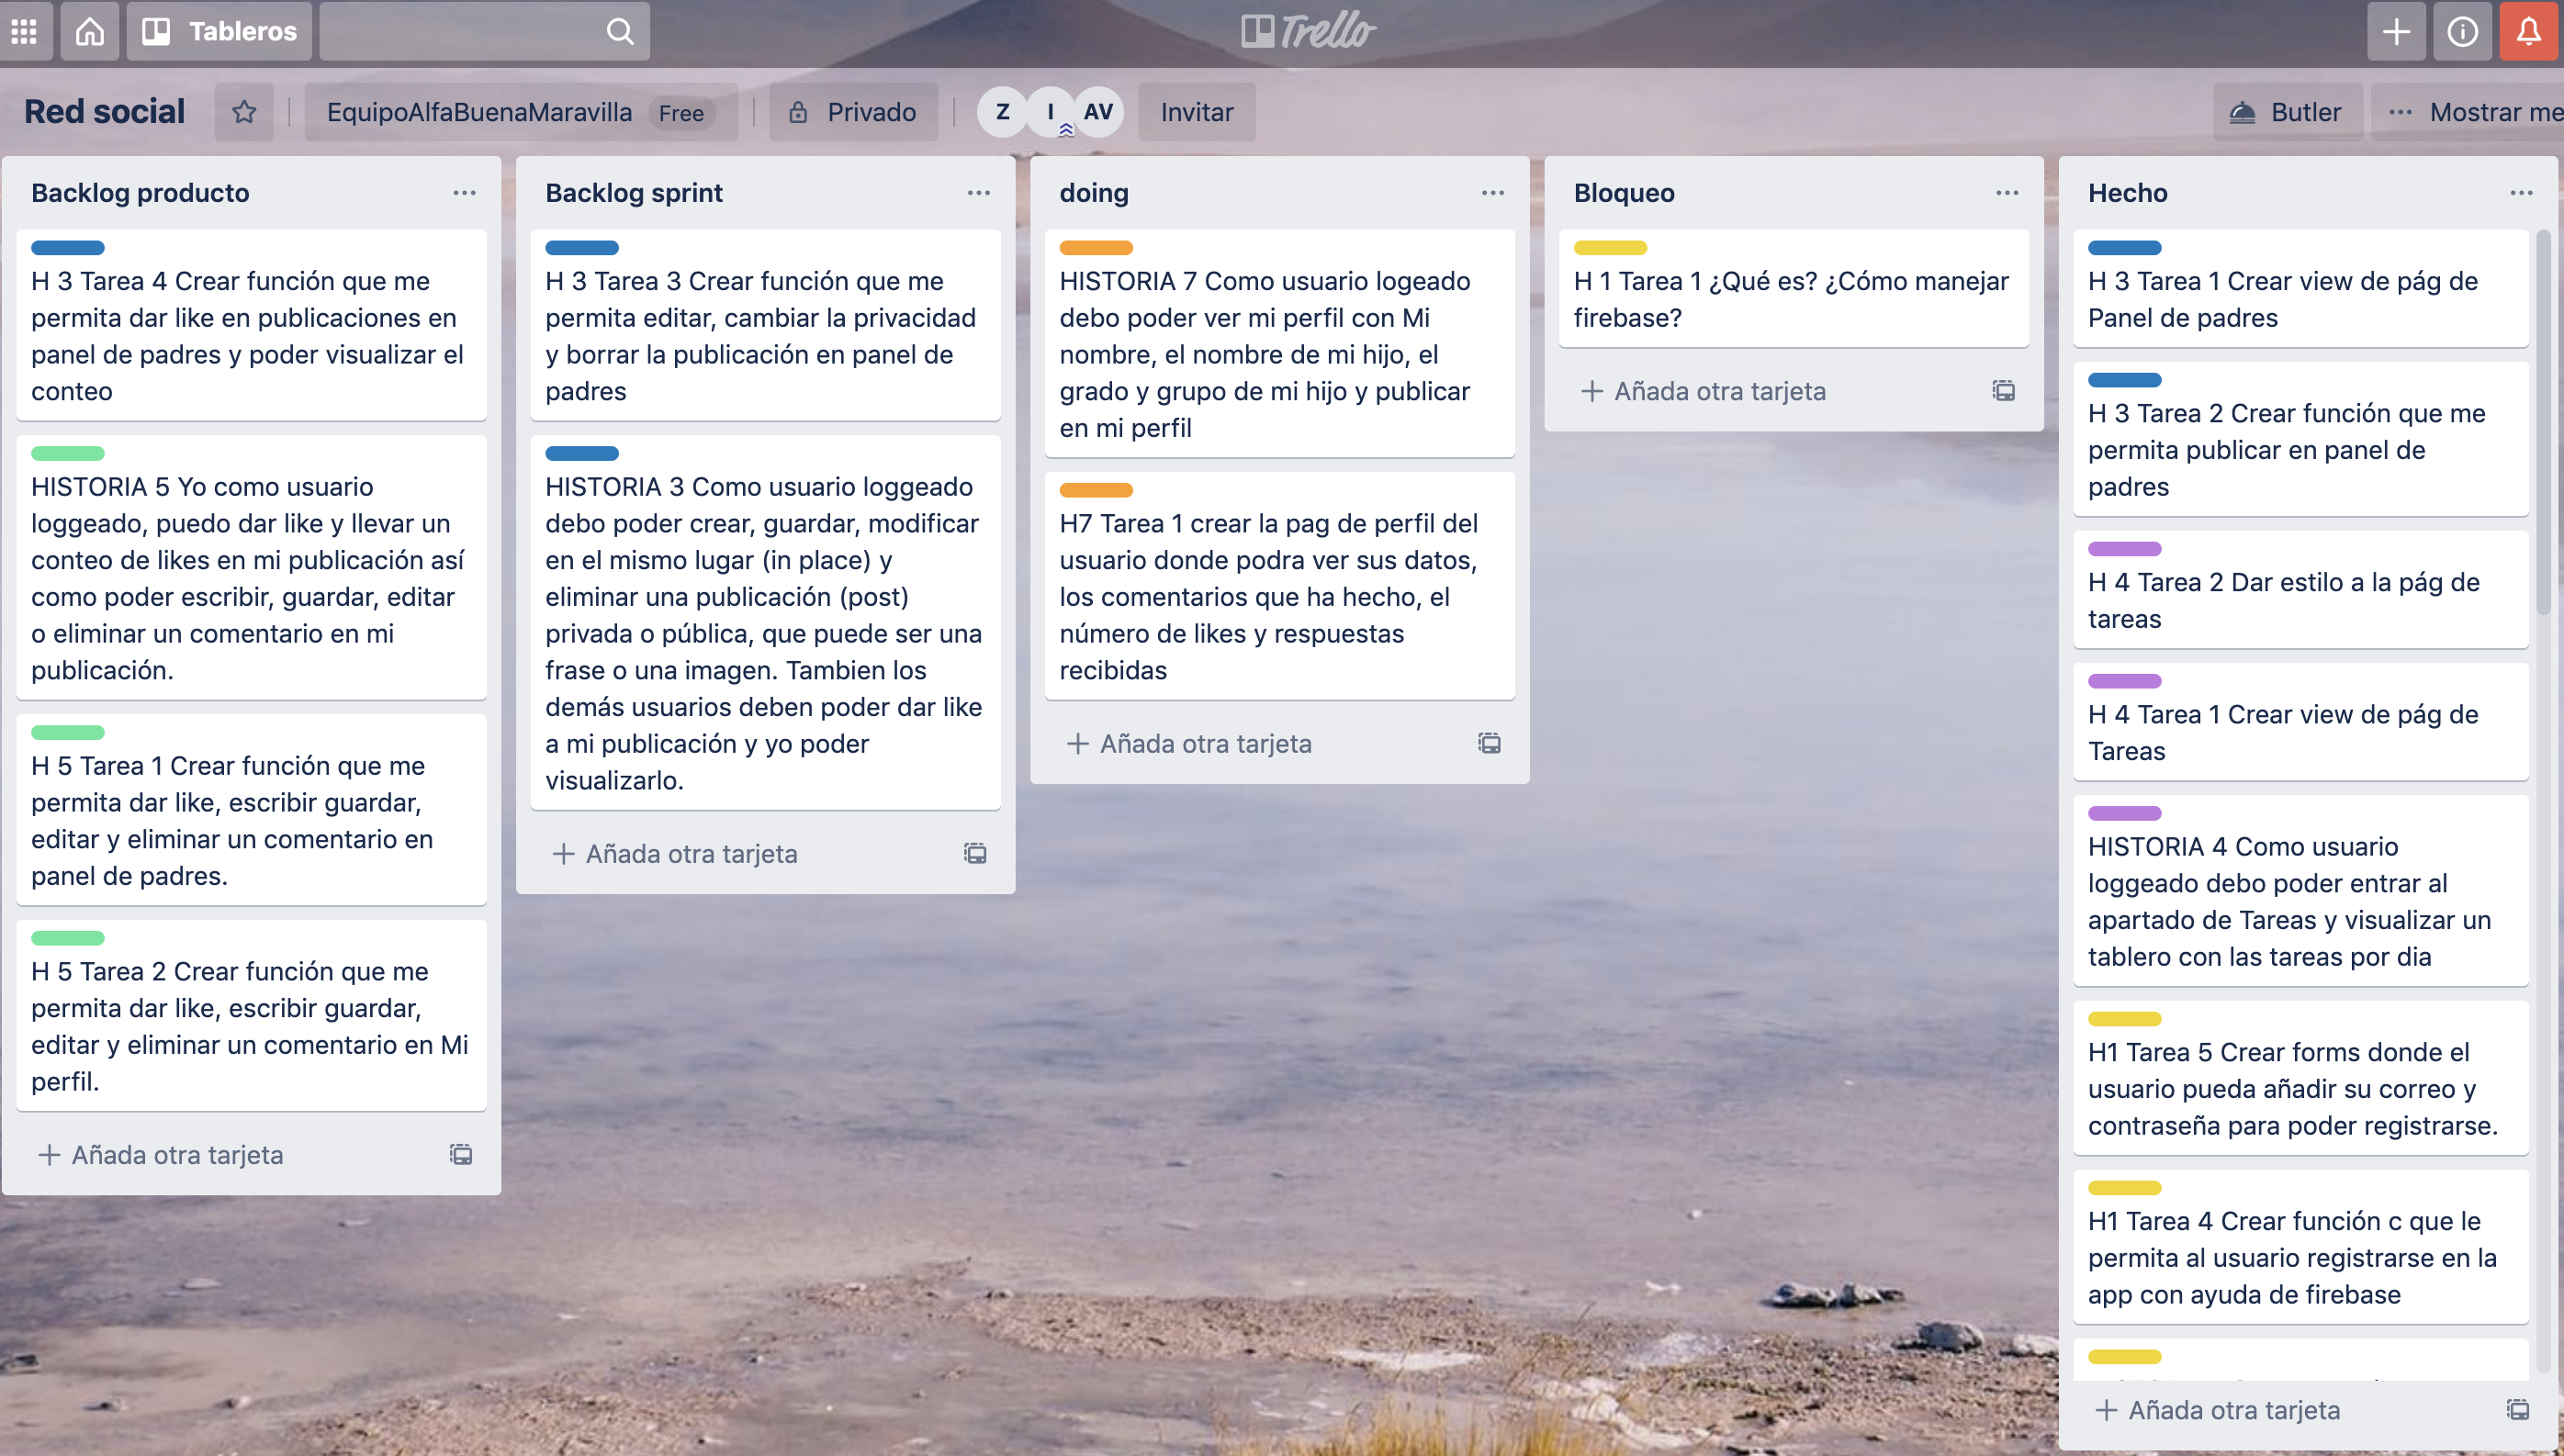 Tableros
Trello
Red social
EquipoAlfaBuenaMaravilla Free
Privado
Z I AV
Invitar
Butler
Mostrar me
Backlog producto
H 3 Tarea 4 Crear función que me
permita dar like en publicaciones en
panel de padres y poder visualizar el
conteo
HISTORIA 5 Yo como usuario
loggeado, puedo dar like y llevar un
conteo de likes en mi publicación así
como poder escribir, guardar, editar
o eliminar un comentario en mi
publicación.
H 5 Tarea 1 Crear función que me
permita dar like, escribir guardar,
editar y eliminar un comentario en
panel de padres.
H 5 Tarea 2 Crear función que me
permita dar like, escribir guardar,
editar y eliminar un comentario en Mi
perfil.
Añada otra tarjeta
Backlog sprint
H 3 Tarea 3 Crear función que me
permita editar, cambiar la privacidad
y borrar la publicación en panel de
padres
HISTORIA 3 Como usuario loggeado
debo poder crear, guardar, modificar
en el mismo lugar (in place) y
eliminar una publicación (post)
privada o pública, que puede ser una
frase o una imagen. Tambien los
demás usuarios deben poder dar like
a mi publicación y yo poder
visualizarlo.
Añada otra tarjeta
doing
HISTORIA 7 Como usuario logeado
debo poder ver mi perfil con Mi
nombre, el nombre de mi hijo, el
grado y grupo de mi hijo y publicar
en mi perfil
H7 Tarea 1 crear la pag de perfil del
usuario donde podra ver sus datos,
los comentarios que ha hecho, el
número de likes y respuestas
recibidas
Añada otra tarjeta
Bloqueo
H 1 Tarea 1 ¿Qué es? ¿Cómo manejar
firebase?
Añada otra tarjeta
Hecho
H 3 Tarea 1 Crear view de pág de
Panel de padres
H 3 Tarea 2 Crear función que me
permita publicar en panel de
padres
H 4 Tarea 2 Dar estilo a la pág de
tareas
H 4 Tarea 1 Crear view de pág de
Tareas
HISTORIA 4 Como usuario
loggeado debo poder entrar al
apartado de Tareas y visualizar un
tablero con las tareas por dia
H1 Tarea 5 Crear forms donde el
usuario pueda añadir su correo y
contraseña para poder registrarse.
H1 Tarea 4 Crear función c que le
permita al usuario registrarse en la
app con ayuda de firebase
Añada otra tarjeta